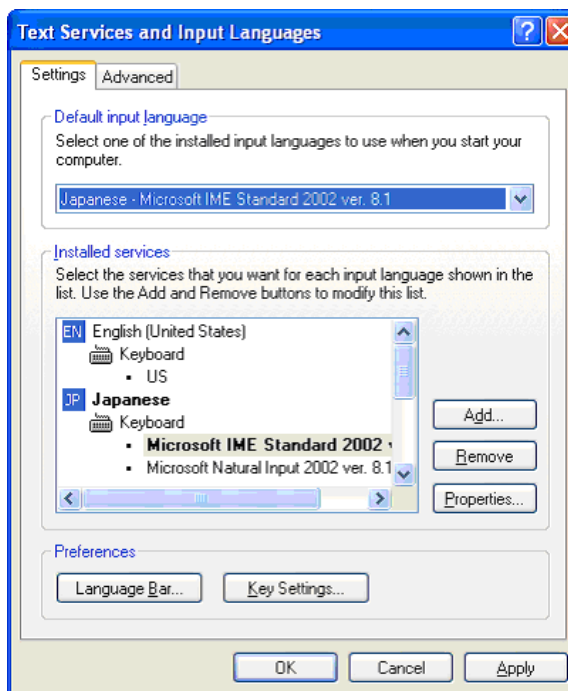 Text Services and Input Languages
Settings
Advanced
Default input language
Select one of the installed input languages to use when you start your
computer.
Japanese - Microsoft IME Standard 2002 ver. 8.1
Installed services
Select the services that you want for each input language shown in the
list. Use the Add and Remove buttons to modify this list.
EN English (United States)
Keyboard
• US
JP Japanese
Keyboard
• Microsoft IME Standard 2002
• Microsoft Natural Input 2002 ver. 8.1
Add...
Remove
Properties...
Preferences
Language Bar...
Key Settings...
OK
Cancel
Apply